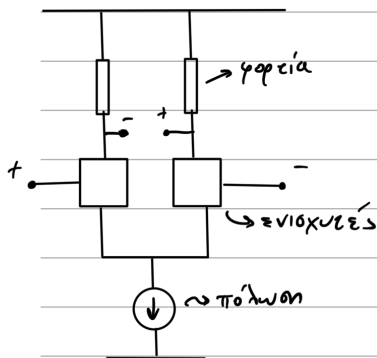 φορτία
- +
+ -
ενισχυτές
πόλωση